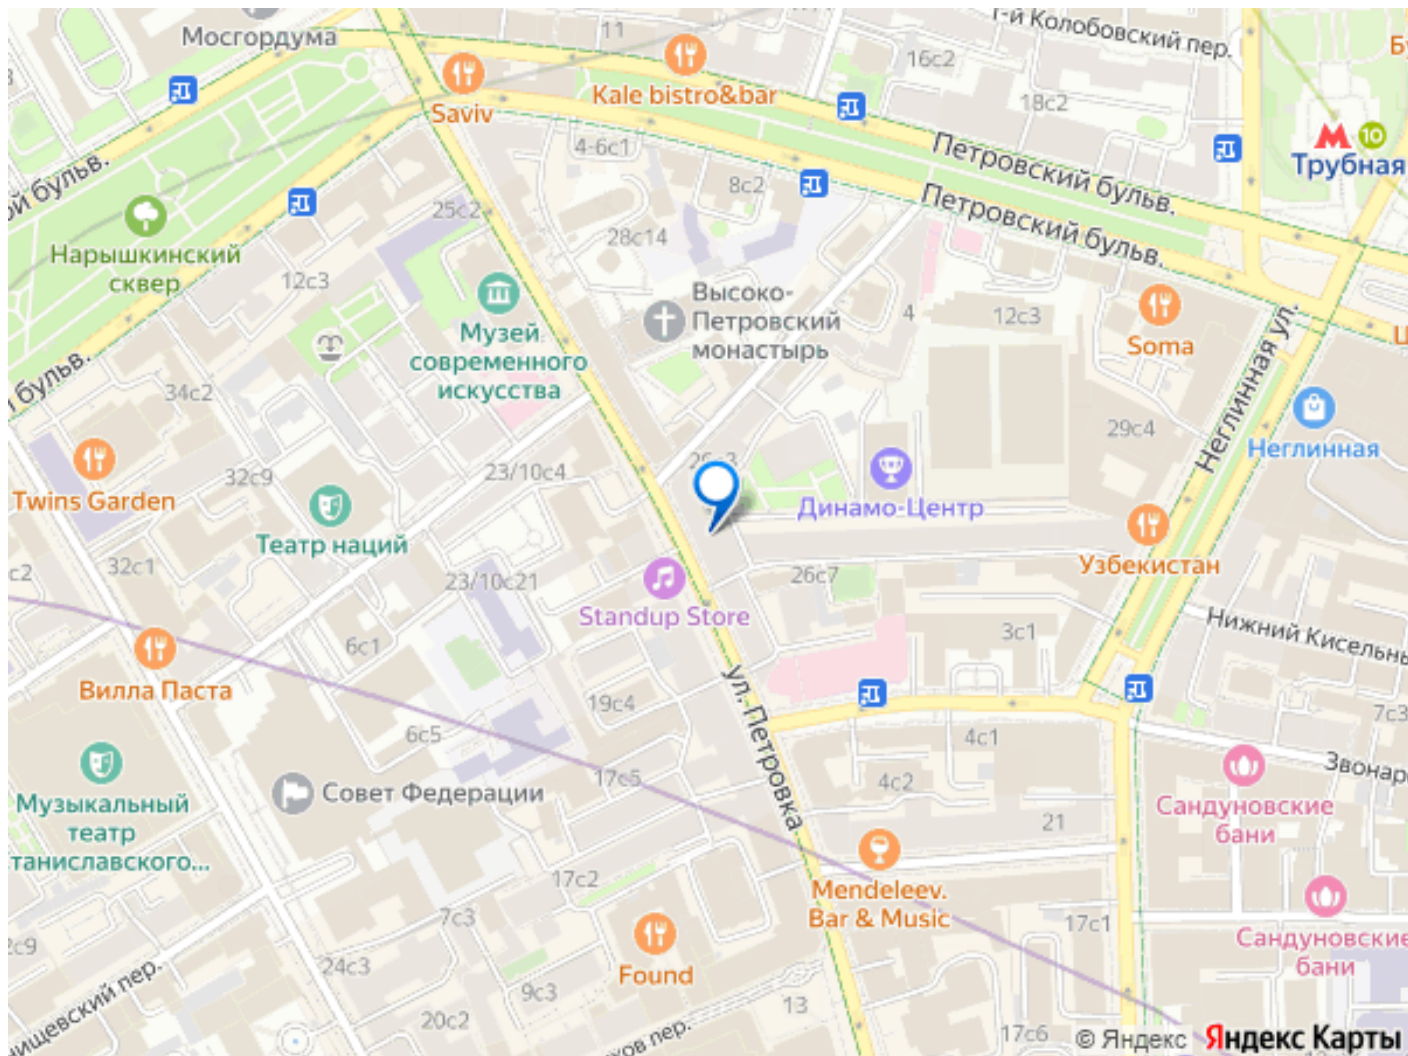 Мосгордума
11
1-й Колобовский пер.
16с2
Saviv
Kale bistro&bar
18с2
10
Трубная
4-6с1
Петровский бульв.
8с2
Петровский бульв.
25с2
28с14
Нарышкинский
сквер
12с3
Высоко-
Петровский
монастырь
4
12с3
Soma
Музей
современного
искусства
бульв.
34с2
Неглинная ул.
29с4
Неглинная
Twins Garden
32с9
23/10с4
Динамо-Центр
Театр наций
Узбекистан
32с1
23/10с21
26с7
Standup Store
6с1
3с1
Нижний Кисельны
Вилла Паста
19с4
ул. Петровка
7с3
6с5
4с1
Звонар
17с5
4с2
Совет Федерации
Музыкальный
театр
таниславского...
21
Сандуновские
бани
17с2
Mendeleev.
Bar & Music
7с3
17с1
Сандуновские
бани
24с3
Found
9с3
13
20с2
17с6
© Яндекс Яндекс Карты